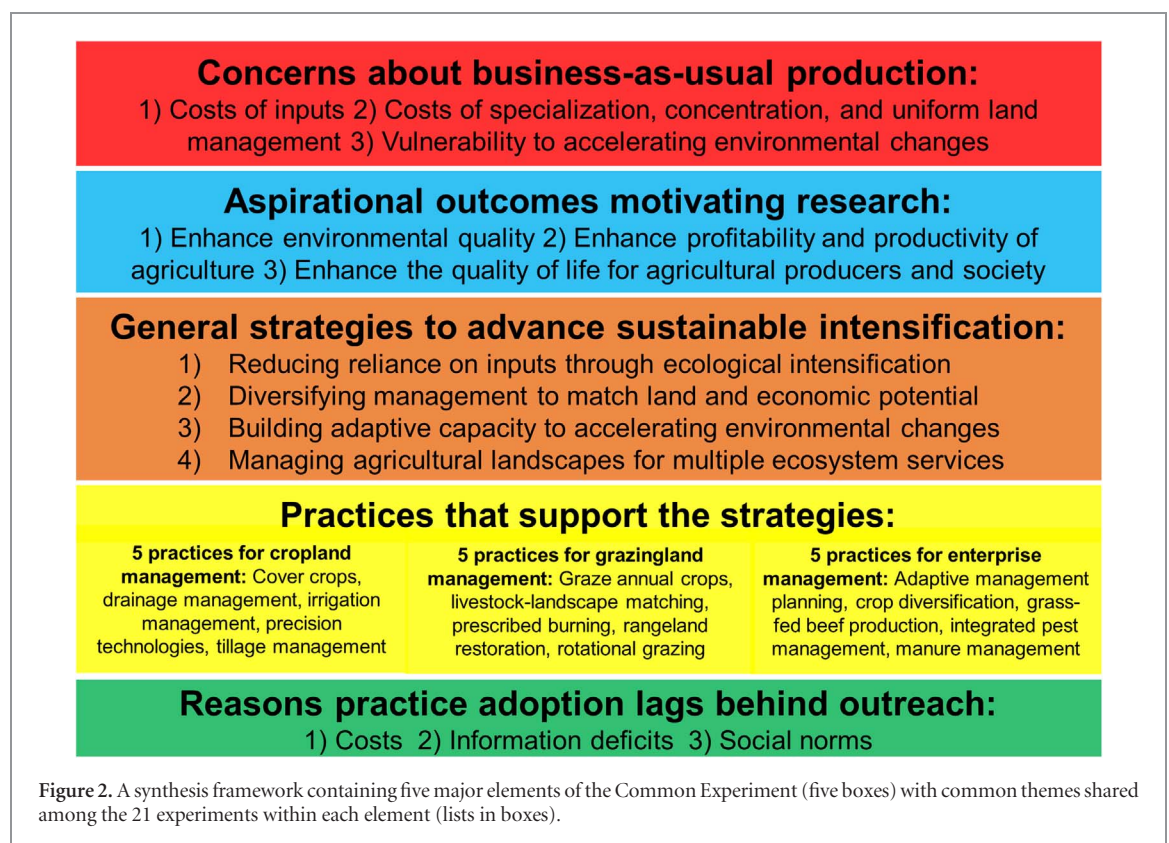 Concerns about business-as-usual production:
1) Costs of inputs 2) Costs of specialization, concentration, and uniform land
management 3) Vulnerability to accelerating environmental changes
Aspirational outcomes motivating research:
1) Enhance environmental quality 2) Enhance profitability and productivity of
agriculture 3) Enhance the quality of life for agricultural producers and society
General strategies to advance sustainable intensification:
1) Reducing reliance on inputs through ecological intensification
2) Diversifying management to match land and economic potential
3) Building adaptive capacity to accelerating environmental changes
4) Managing agricultural landscapes for multiple ecosystem services
Practices that support the strategies:
5 practices for cropland
management: Cover crops,
drainage management, irrigation
management, precision
technologies, tillage management
5 practices for grazingland
management: Graze annual crops,
livestock-landscape matching,
prescribed burning, rangeland
restoration, rotational grazing
5 practices for enterprise
management: Adaptive management
planning, crop diversification, grass-
fed beef production, integrated pest
management, manure management
Reasons practice adoption lags behind outreach:
1) Costs 2) Information deficits 3) Social norms
Figure 2. A synthesis framework containing five major elements of the Common Experiment (five boxes) with common themes shared
among the 21 experiments within each element (lists in boxes).